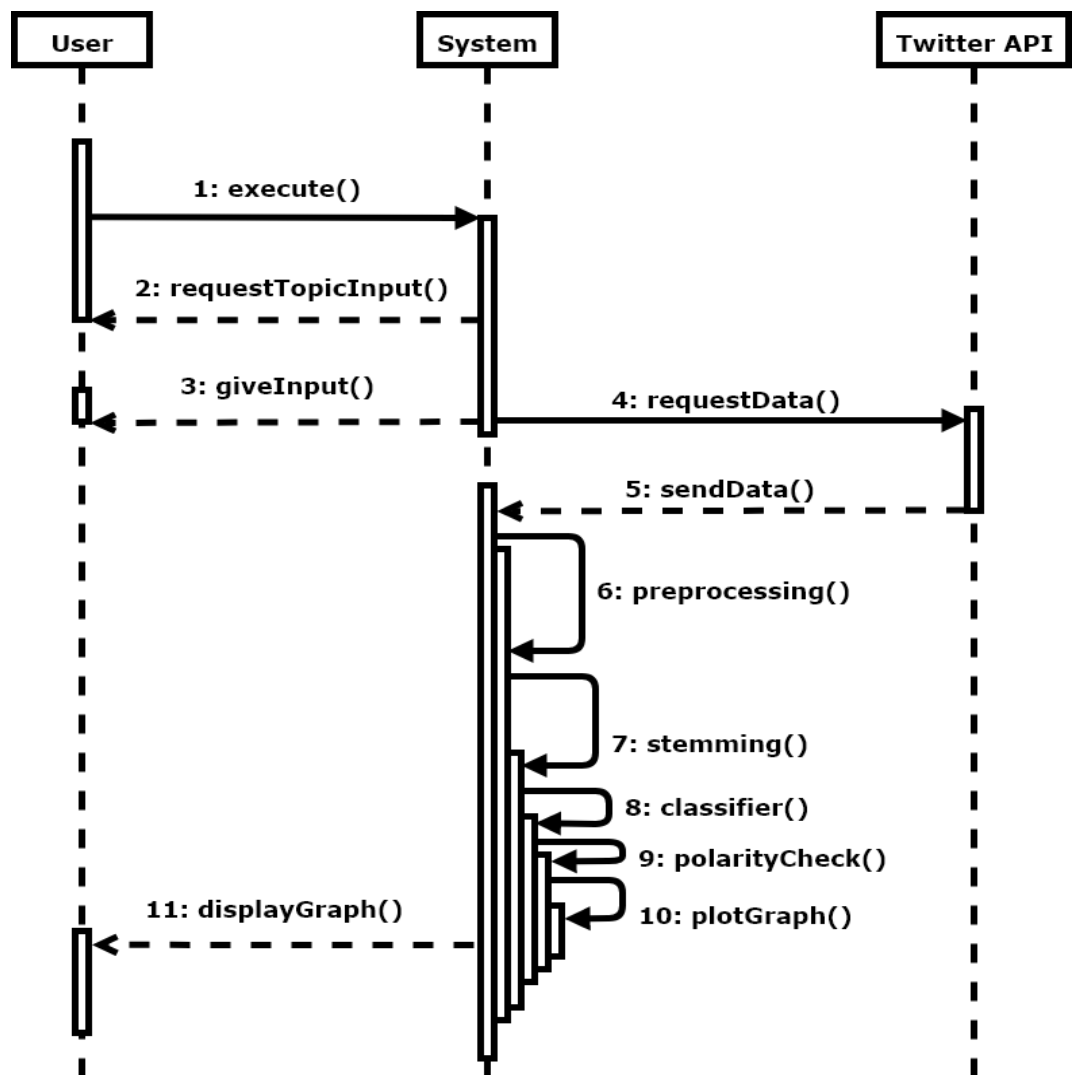 User
System
Twitter API
1: execute()
2: requestTopicInput()
3: giveInput()
4: requestData()
5: sendData()
6: preprocessing()
7: stemming()
8: classifier()
9: polarityCheck()
10: plotGraph()
11: displayGraph()